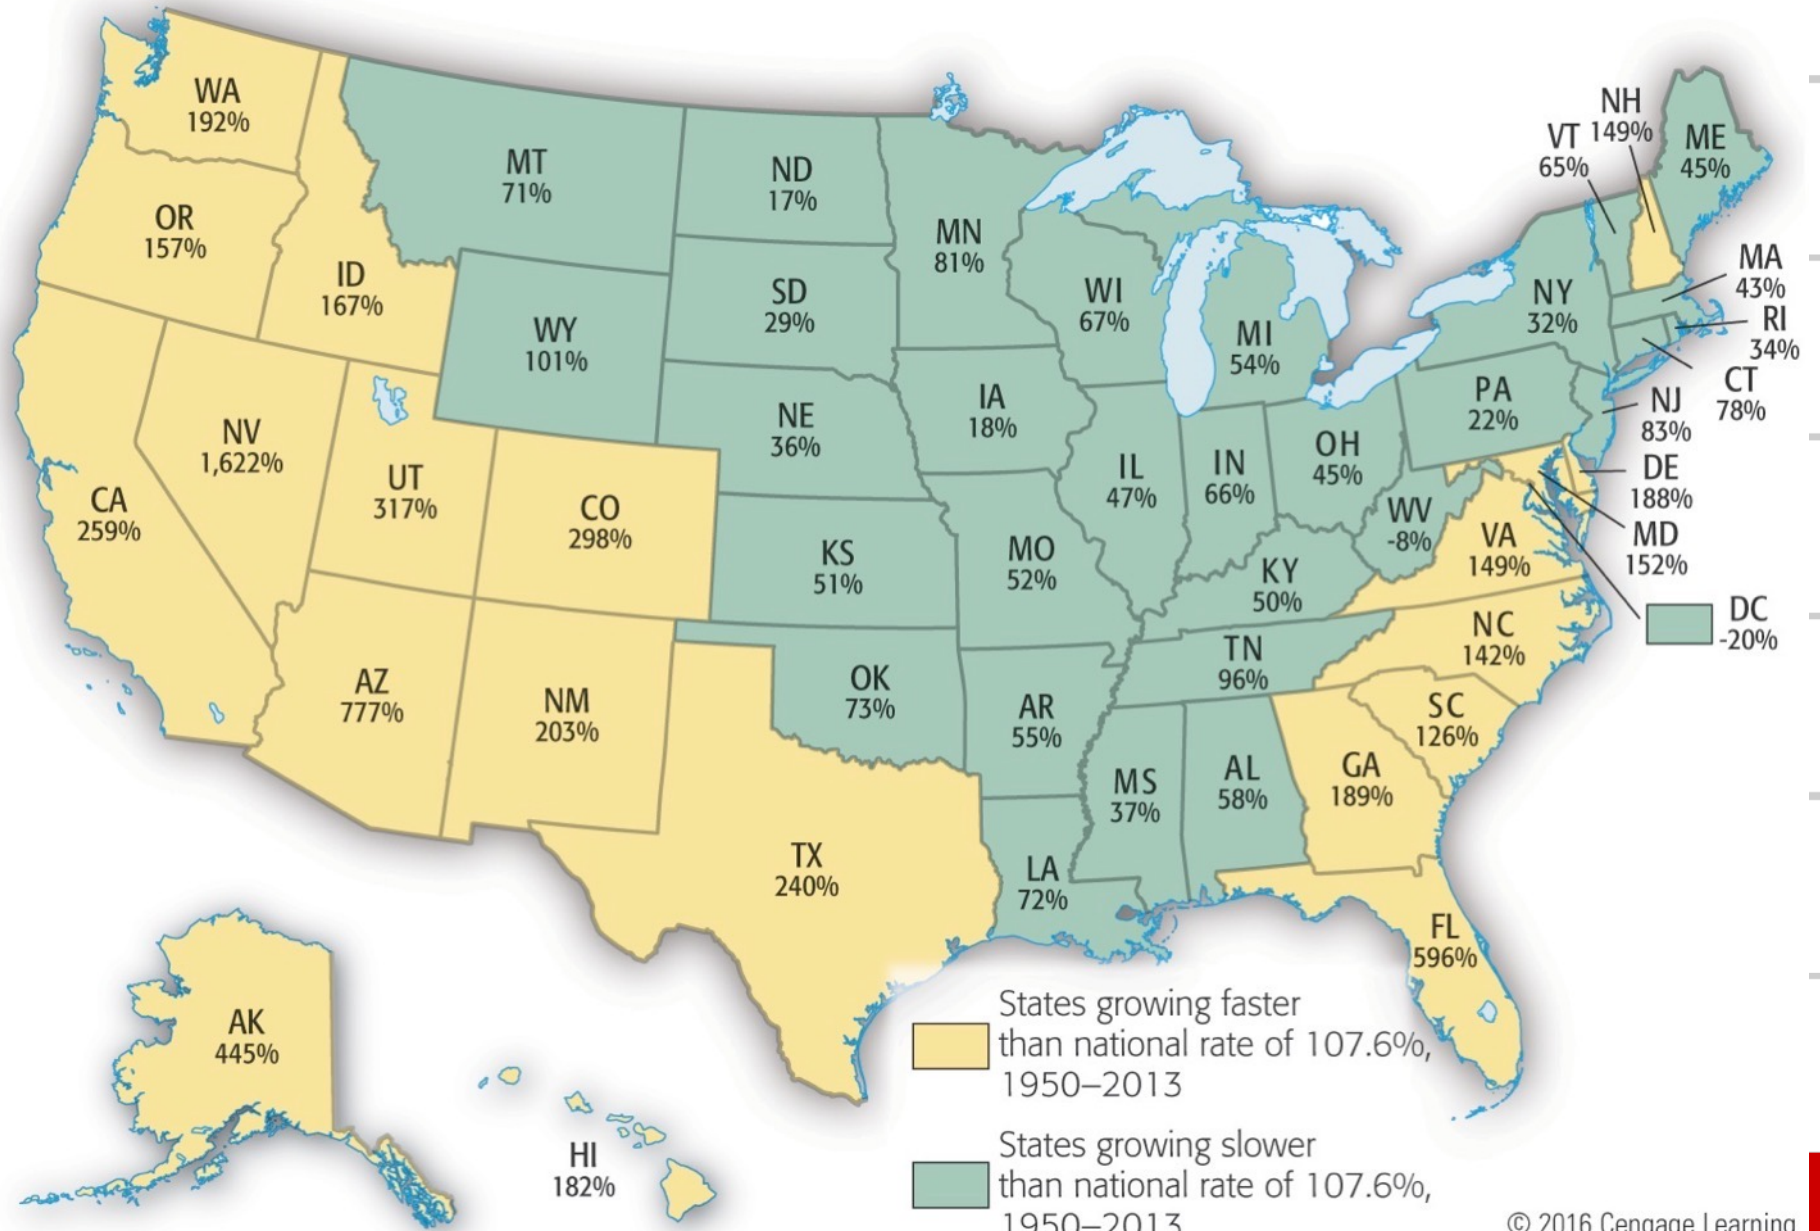 WA
192%
OR
157%
CA
259%
ID
167%
NV
1,622%
UT
317%
AZ
777%
MT
71%
WY
101%
CO
298%
NM
203%
ND
17%
SD
29%
NE
36%
KS
51%
OK
73%
TX
240%
MN
81%
IA
18%
MO
52%
AR
55%
LA
72%
WI
67%
IL
47%
MI
54%
IN
66%
OH
45%
KY
50%
TN
96%
MS
37%
AL
58%
GA
189%
FL
596%
SC
126%
NC
142%
VA
149%
WV
-8%
PA
22%
NY
32%
VT
65%
NH
149%
ME
45%
MA
43%
RI
34%
CT
78%
NJ
83%
DE
188%
MD
152%
DC
-20%
AK
445%
HI
182%
States growing faster
than national rate of 107.6%,
1950–2013
States growing slower
than national rate of 107.6%,
1950–2013
© 2016 Cengage Learning